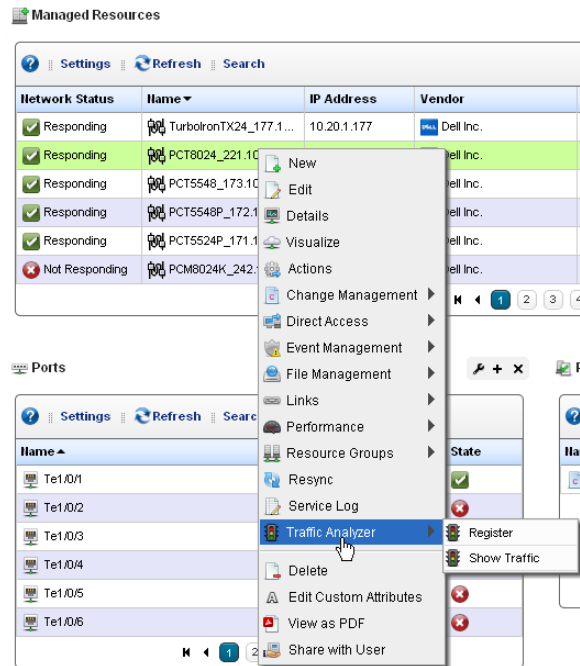 Managed Resources
Settings Refresh Search
Network Status Name IP Address Vendor
Responding TurboIronTX24_177.1... 10.20.1.177 Dell Inc.
Responding PCT8024_221.10 Dell Inc.
Responding PCT5548_173.10 Dell Inc.
Responding PCT5548P_172.1 Dell Inc.
Responding PCT5524P_171.1 Dell Inc.
Not Responding PCM8024K_242. Dell Inc.
1 2 3 4
New
Edit
Details
Visualize
Actions
Change Management
Direct Access
Event Management
File Management
Links
Performance
Resource Groups
Resync
Service Log
Traffic Analyzer
Delete
Edit Custom Attributes
View as PDF
Share with User
Register
Show Traffic
Ports
Settings Refresh Searc
Name State
Te1/0/1
Te1/0/2
Te1/0/3
Te1/0/4
Te1/0/5
Te1/0/6
1 2
Na